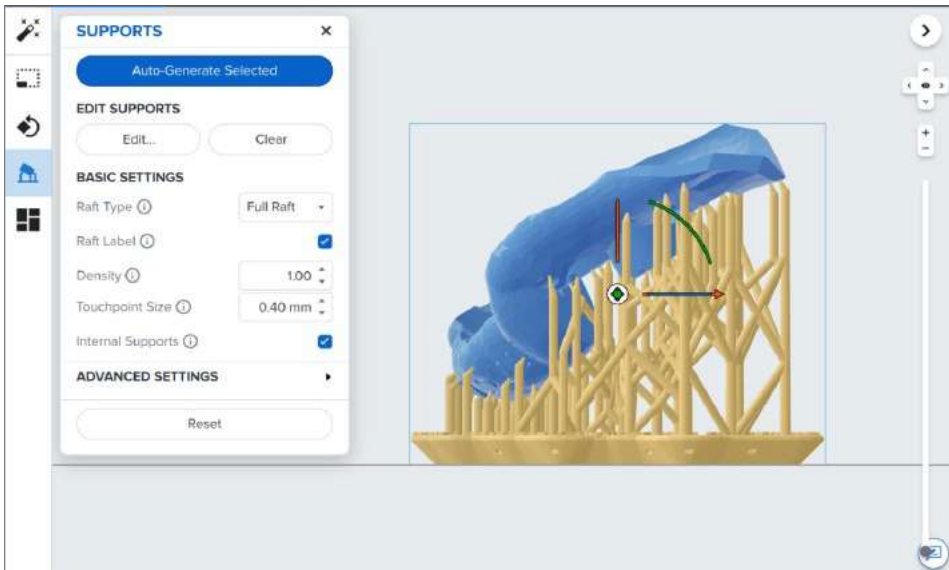 SUPPORTS
Auto-Generate Selected
EDIT SUPPORTS
Edit...
Clear
BASIC SETTINGS
Raft Type
Full Raft
Raft Label
Density
1.00
Touchpoint Size
0.40 mm
Internal Supports
ADVANCED SETTINGS
Reset